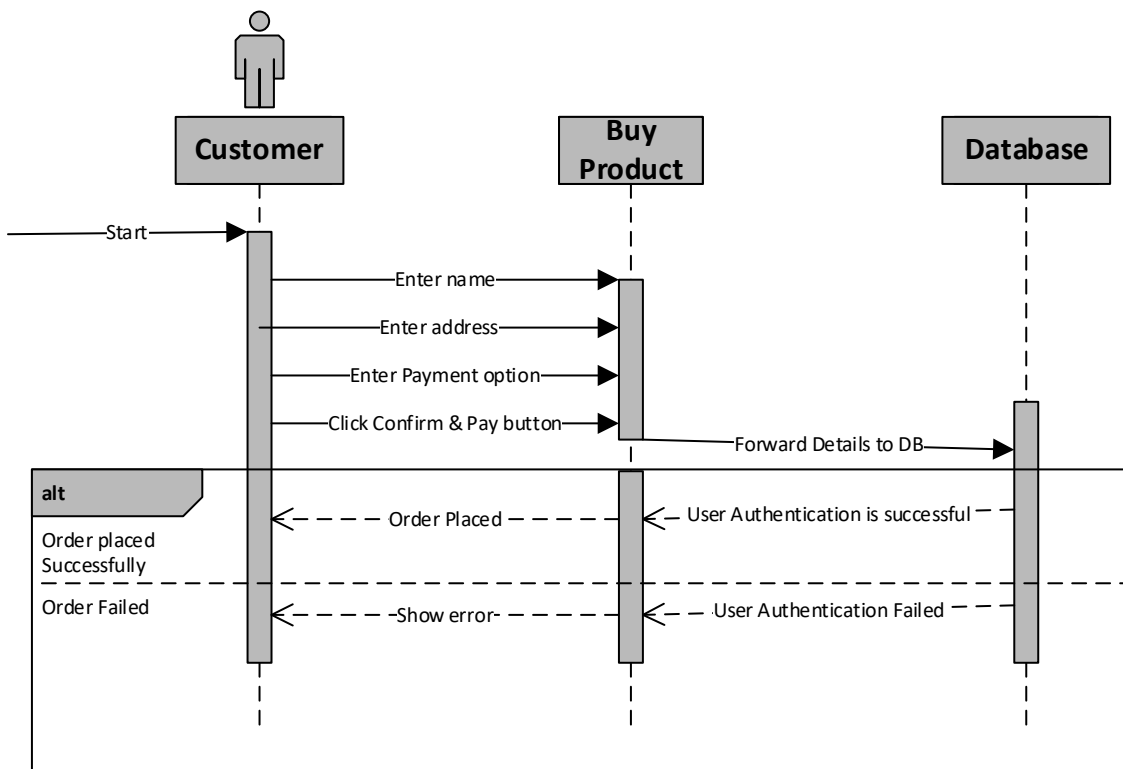 Customer
Buy
Product
Database
Start
Enter name
Enter address
Enter Payment option
Click Confirm & Pay button
Forward Details to DB
alt
Order Placed
User Authentication is successful
Order placed
Successfully
Order Failed
Show error
User Authentication Failed